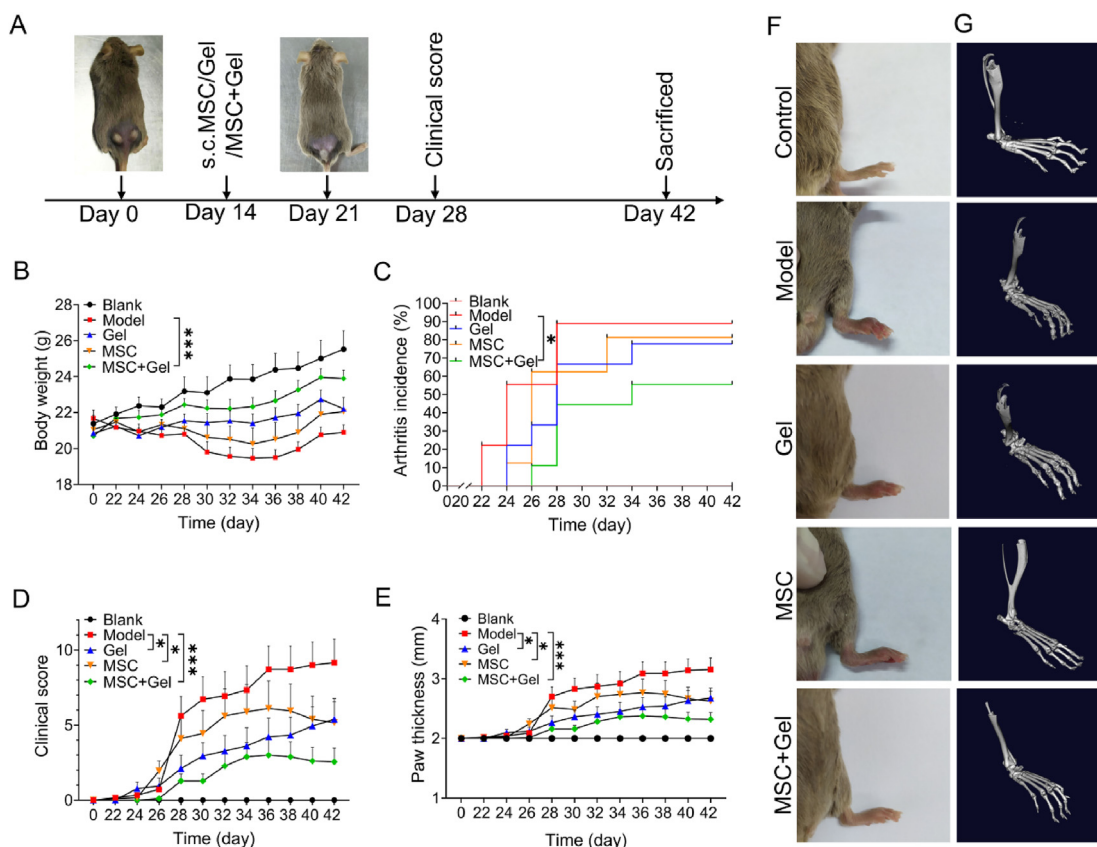 A
s.c.MSC/Gel
/MSC+Gel
Clinical score
Sacrificed
Day 0
Day 14
Day 21
Day 28
Day 42
B
Blank
Model
Gel
MSC
MSC+Gel
***
Body weight (g)
28
26
24
22
20
18
0 22 24 26 28 30 32 34 36 38 40 42
Time (day)
C
Blank
Model
Gel
MSC
MSC+Gel
*
Arthritis incidence (%)
100
90
80
70
60
50
40
30
20
10
0
0 20 22 24 26 28 30 32 34 36 38 40 42
Time (day)
D
Blank
Model
Gel
MSC
MSC+Gel
*
*
***
Clinical score
10
5
0
0 22 24 26 28 30 32 34 36 38 40 42
Time (day)
E
Blank
Model
Gel
MSC
MSC+Gel
*
*
***
Paw thickness (mm)
4
3
2
1
0 22 24 26 28 30 32 34 36 38 40 42
Time (day)
F
G
Control
Model
Gel
MSC
MSC+Gel